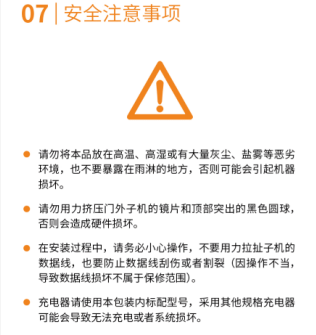 07 | 安全注意事项
请勿将本品放在高温、高湿或有大量灰尘、盐雾等恶劣
环境，也不要暴露在雨淋的地方，否则可能会引起机器
损坏。
请勿用力挤压门外子机的镜片和顶部突出的黑色圆球，
否则会造成硬件损坏。
在安装过程中，请务必小心操作，不要用力拉扯子机的
数据线，也要防止数据线刮伤或者割裂（因操作不当，
导致数据线损坏不属于保修范围）。
充电器请使用本包装内标配型号，采用其他规格充电器
可能会导致无法充电或者系统损坏。